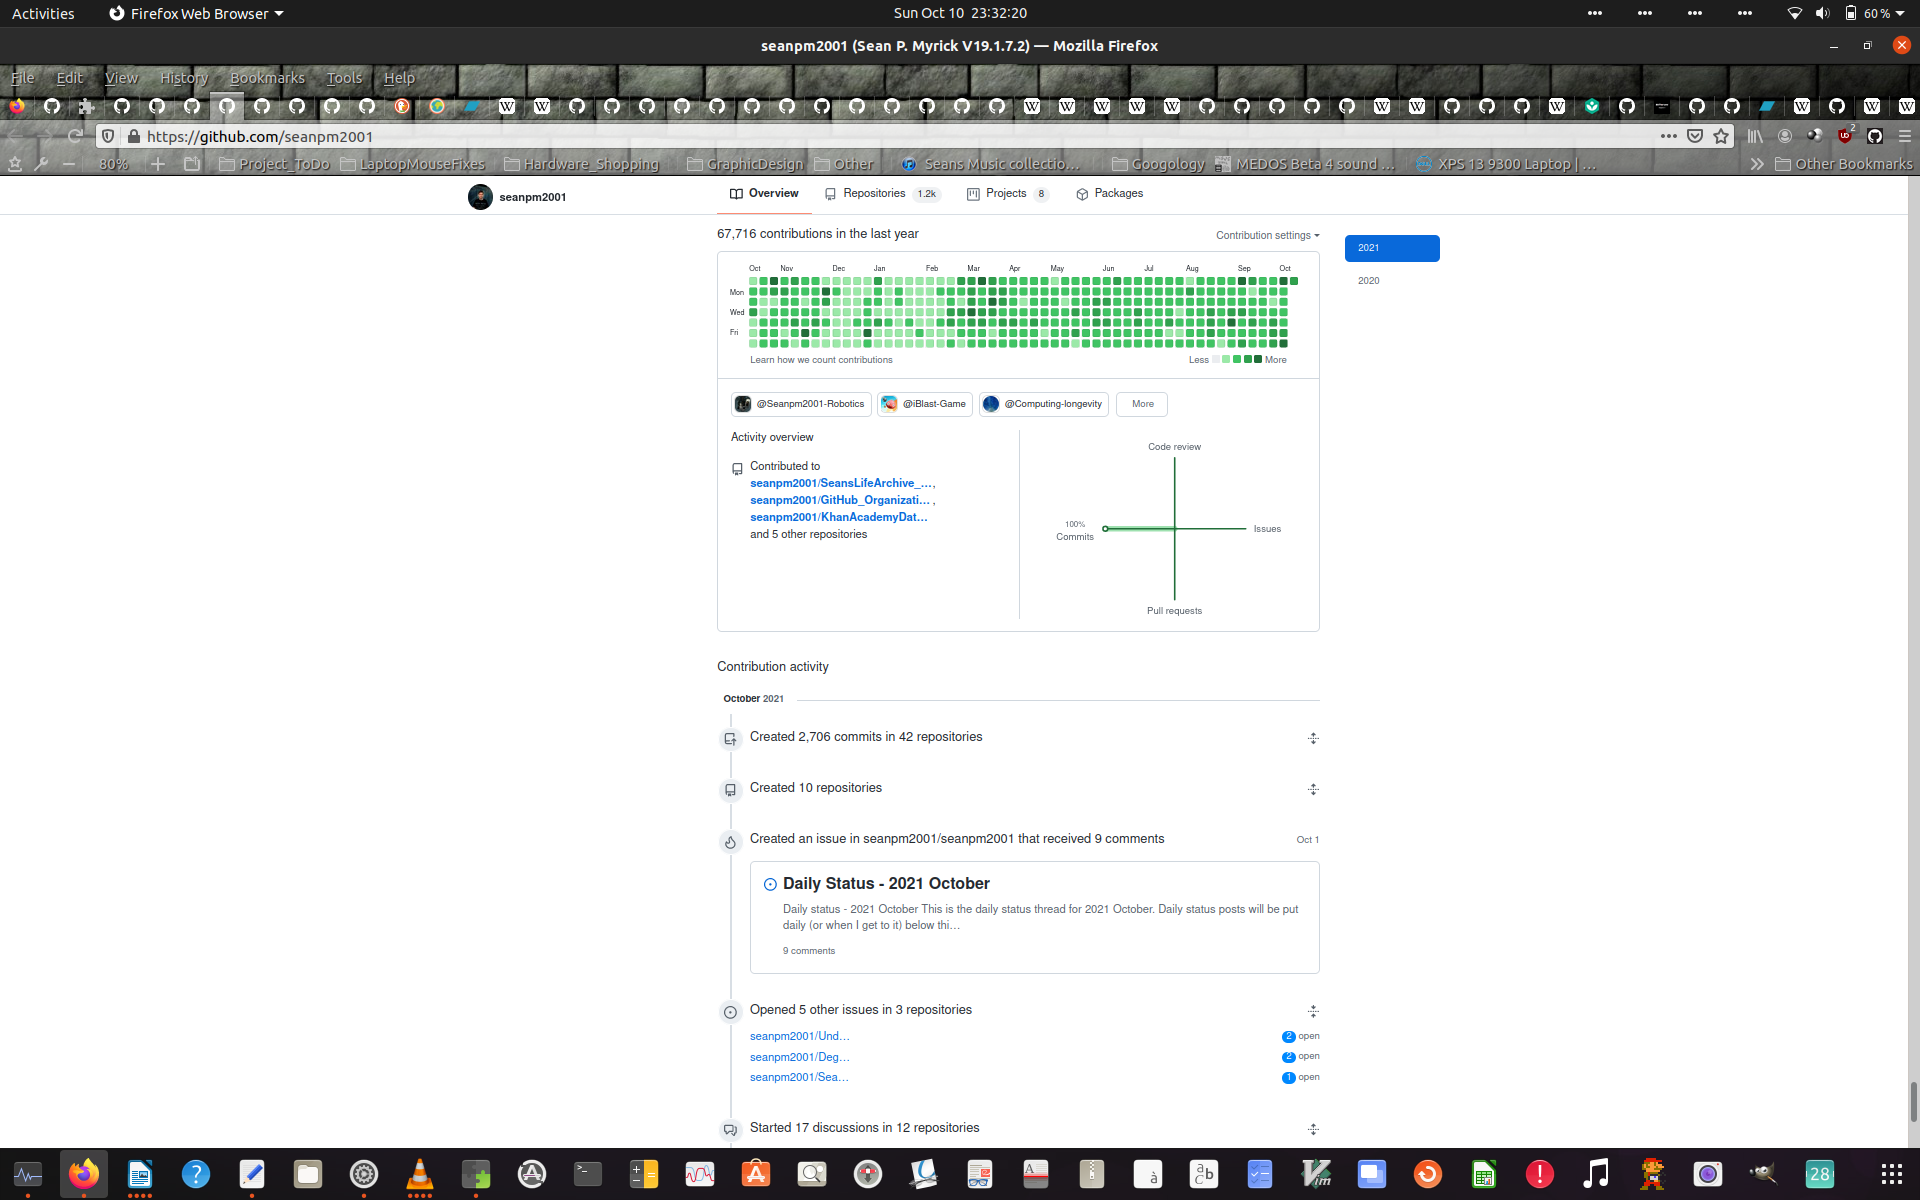 Activities
Firefox Web Browser
Sun Oct 10 23:32:20
60 %
seanpm2001 (Sean P. Myrick V19.1.7.2) — Mozilla Firefox
File Edit View History Bookmarks Tools Help
https://github.com/seanpm2001
2
80% Project_ToDo LaptopMouseFixes Hardware_Shopping GraphicDesign Other Seans Music collectio… Googology MEDOS Beta 4 sound … XPS 13 9300 Laptop | … Other Bookmarks
seanpm2001
Overview Repositories 1.2k Projects 8 Packages
67,716 contributions in the last year
Contribution settings
2021
2020
Oct Nov Dec Jan Feb Mar Apr May Jun Jul Aug Sep Oct
Mon
Wed
Fri
Learn how we count contributions
Less More
@Seanpm2001-Robotics @iBlast-Game @Computing-longevity More
Activity overview
Contributed to
seanpm2001/SeansLifeArchive_…,
seanpm2001/GitHub_Organizati… ,
seanpm2001/KhanAcademyDat…
and 5 other repositories
Code review
100%
Commits
Issues
Pull requests
Contribution activity
October 2021
Created 2,706 commits in 42 repositories
Created 10 repositories
Created an issue in seanpm2001/seanpm2001 that received 9 comments
Oct 1
Daily Status - 2021 October
Daily status - 2021 October This is the daily status thread for 2021 October. Daily status posts will be put
daily (or when I get to it) below thi…
9 comments
Opened 5 other issues in 3 repositories
seanpm2001/Und… 2 open
seanpm2001/Deg… 2 open
seanpm2001/Sea… 1 open
Started 17 discussions in 12 repositories
28